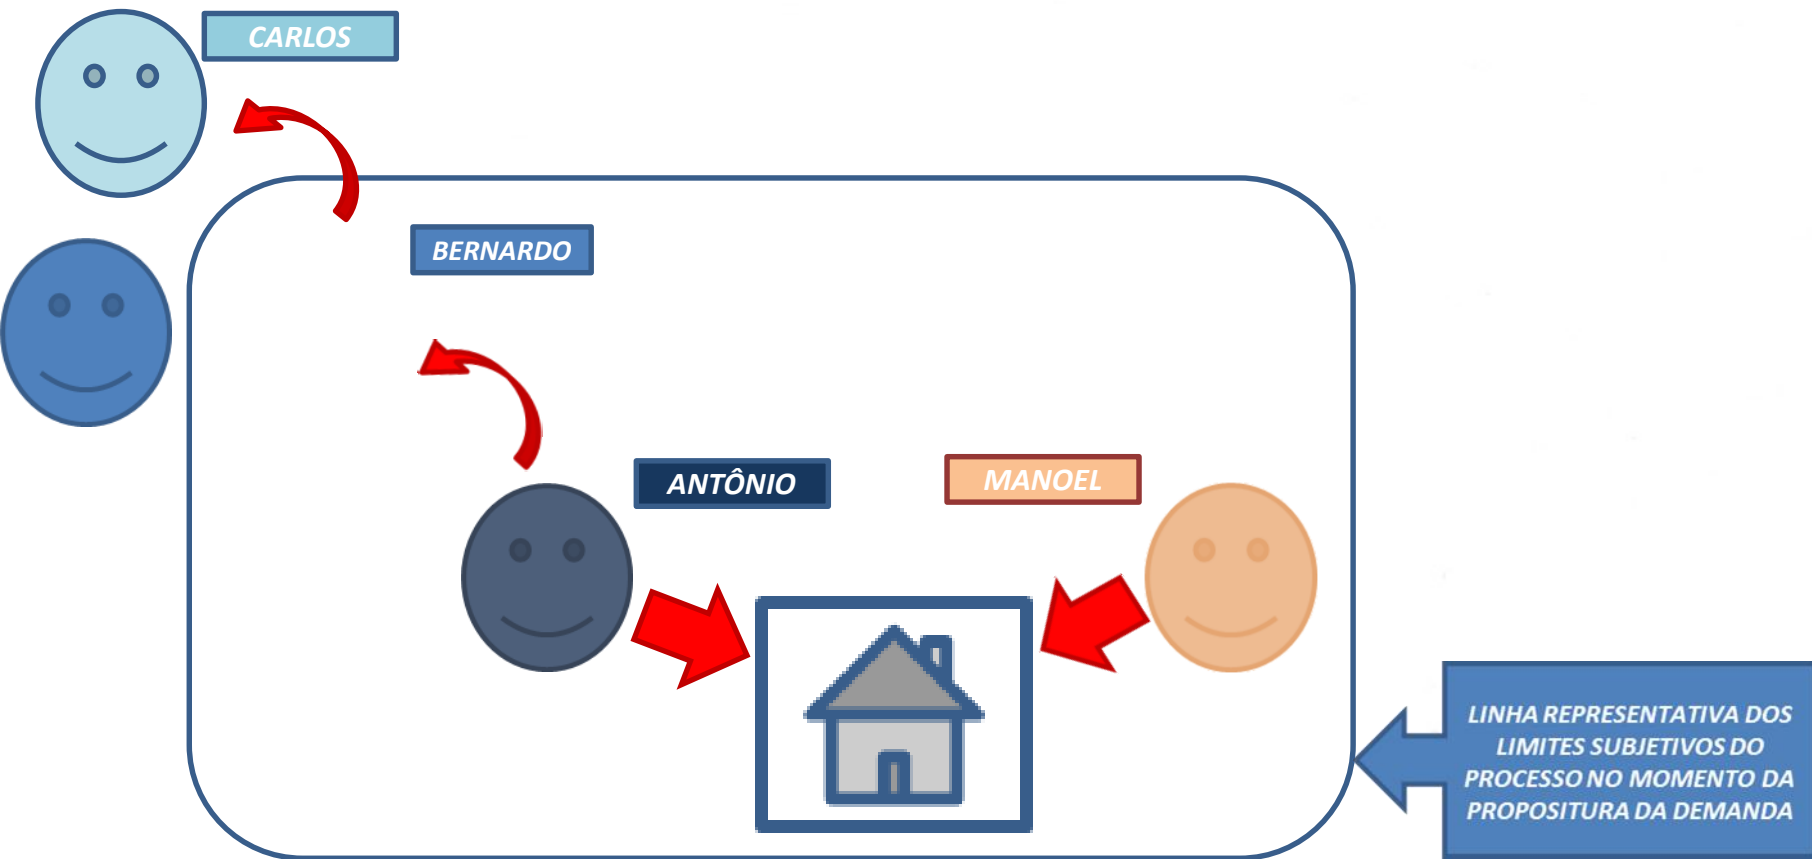 CARLOS
BERNARDO
ANTÔNIO
MANOEL
LINHA REPRESENTATIVA DOS
LIMITES SUBJETIVOS DO
PROCESSO NO MOMENTO DA
PROPOSITURA DA DEMANDA